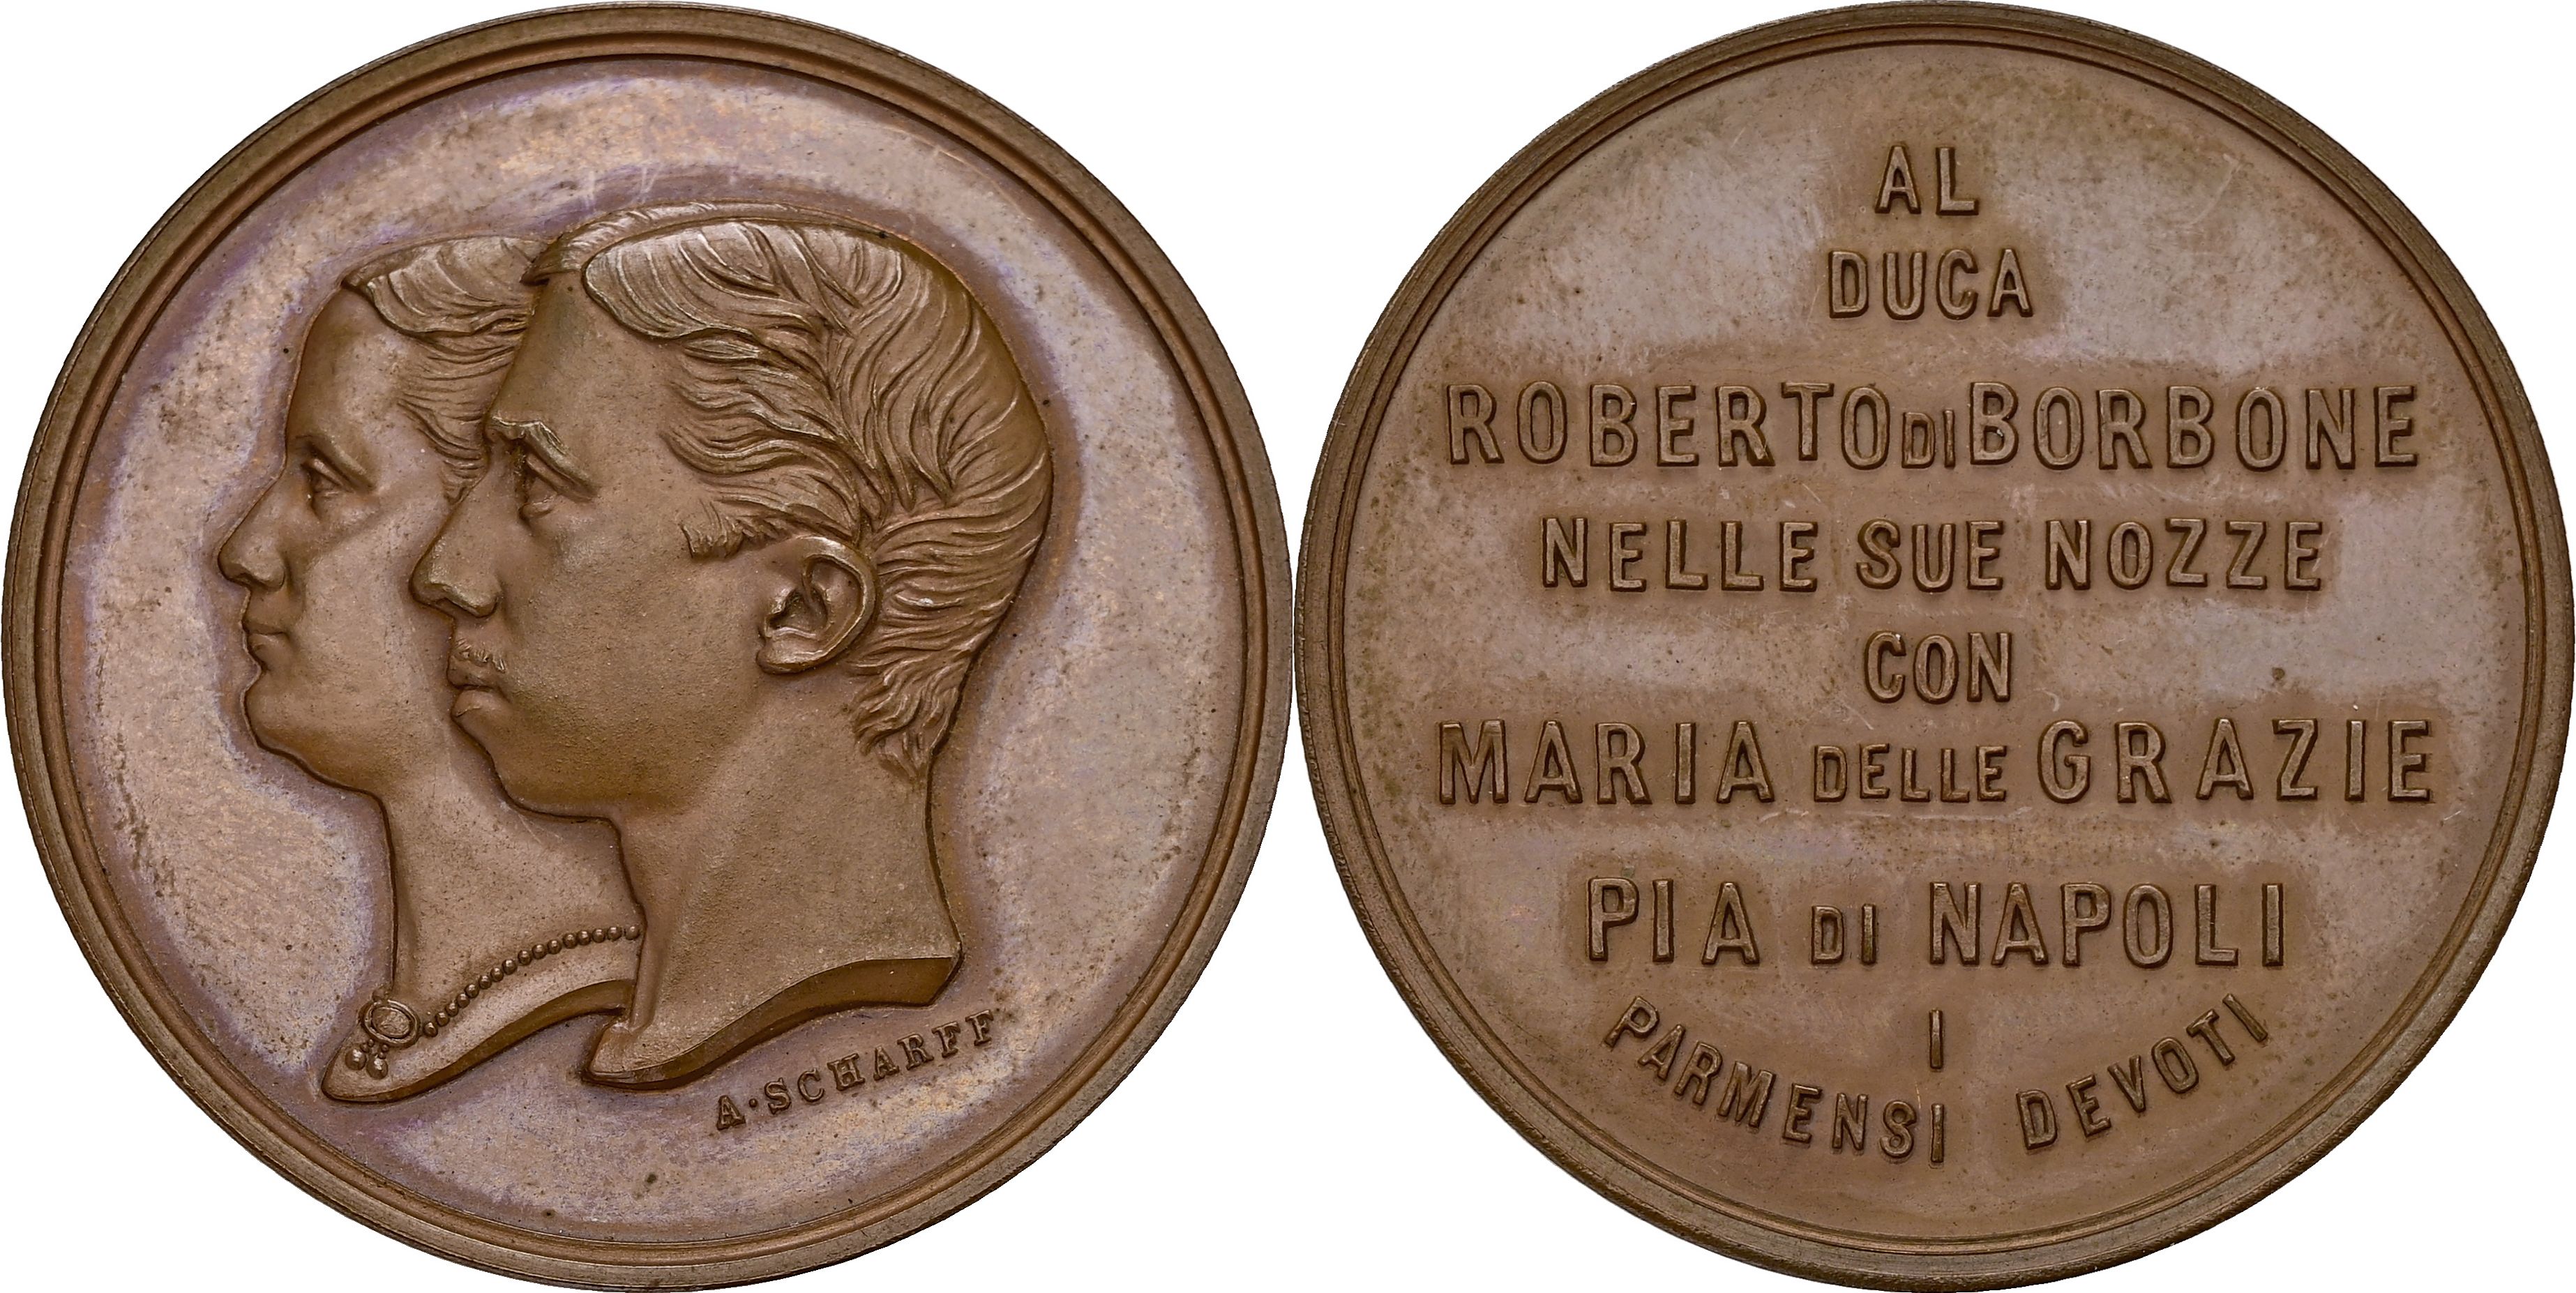 A·SCHARFF
AL
DUCA
ROBERTO DI BORBONE
NELLE SUE NOZZE
CON
MARIA DELLE GRAZIE
PIA DI NAPOLI
I
PARMENSI DEVOTI